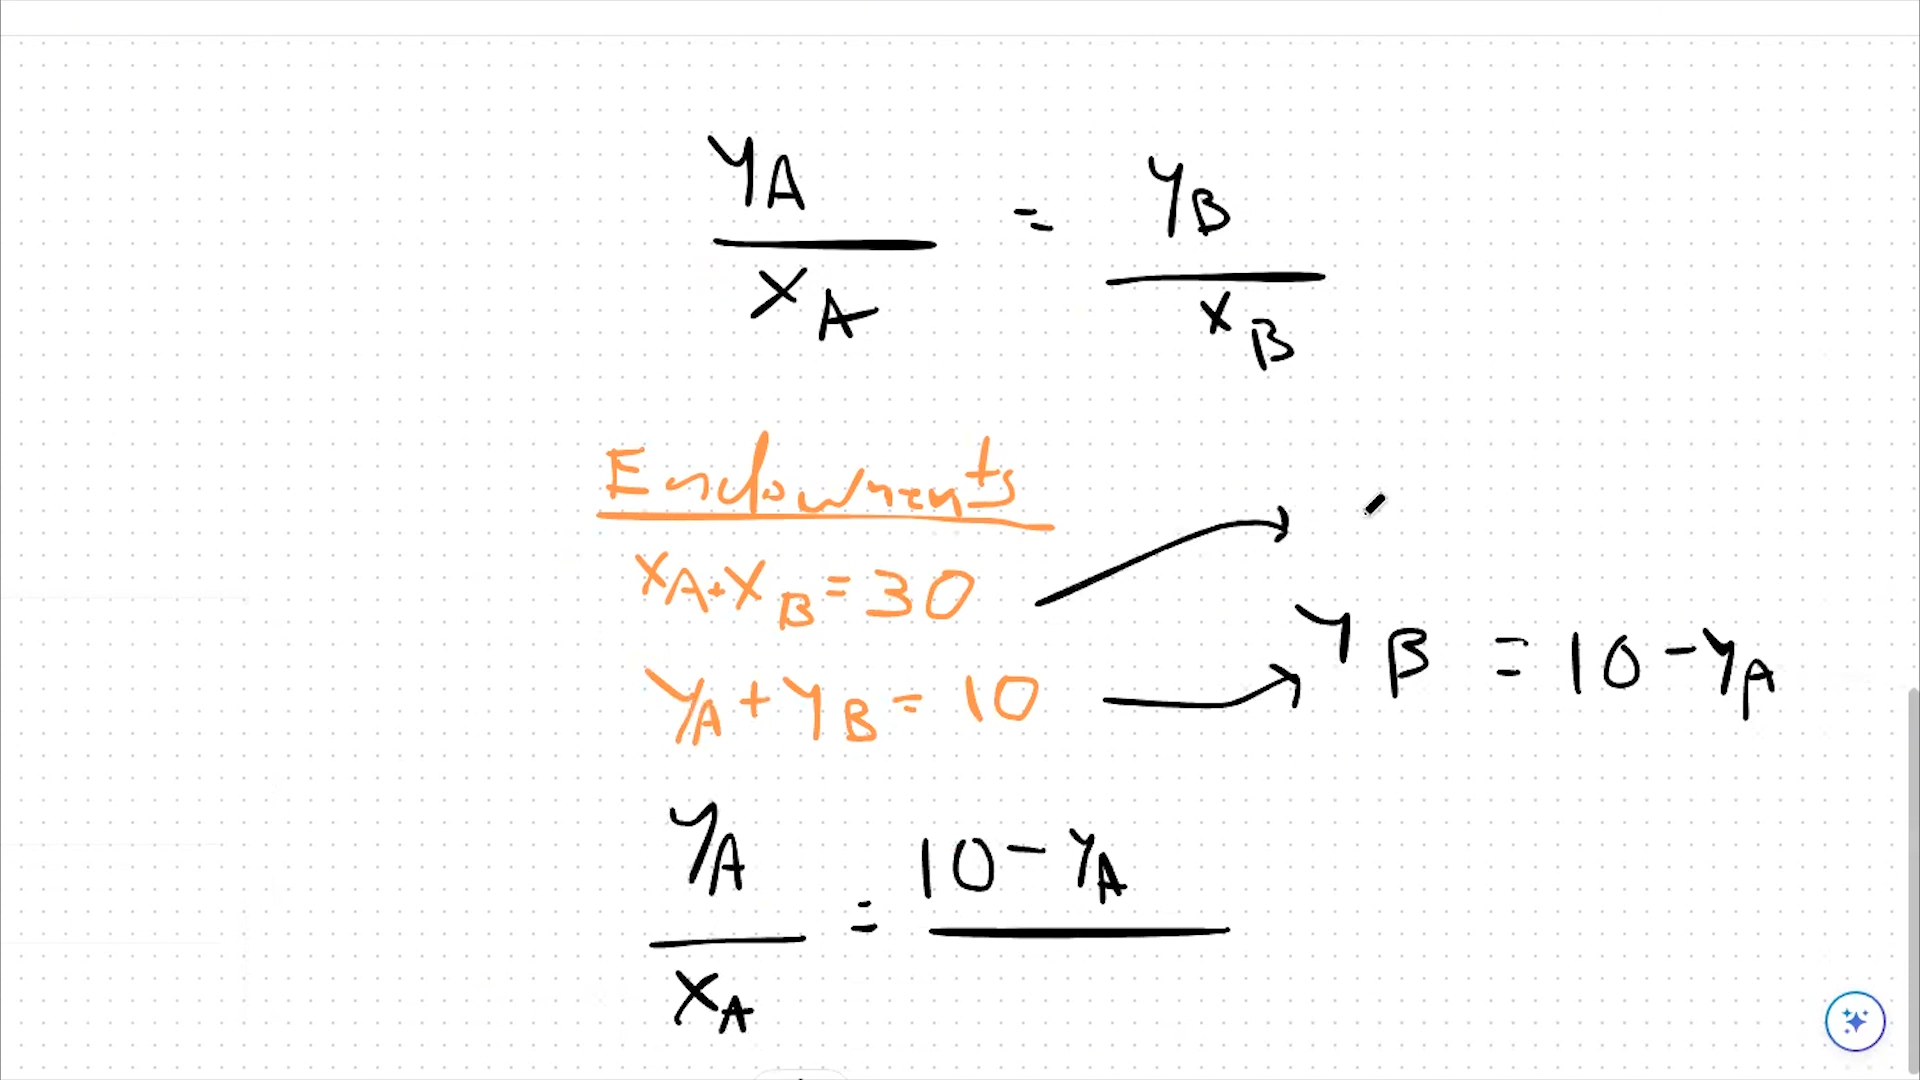 yA = yB
xA xB
Endowments
xA+xB=30
yA+yB=10
yB = 10-yA
yA = 10-yA
xA